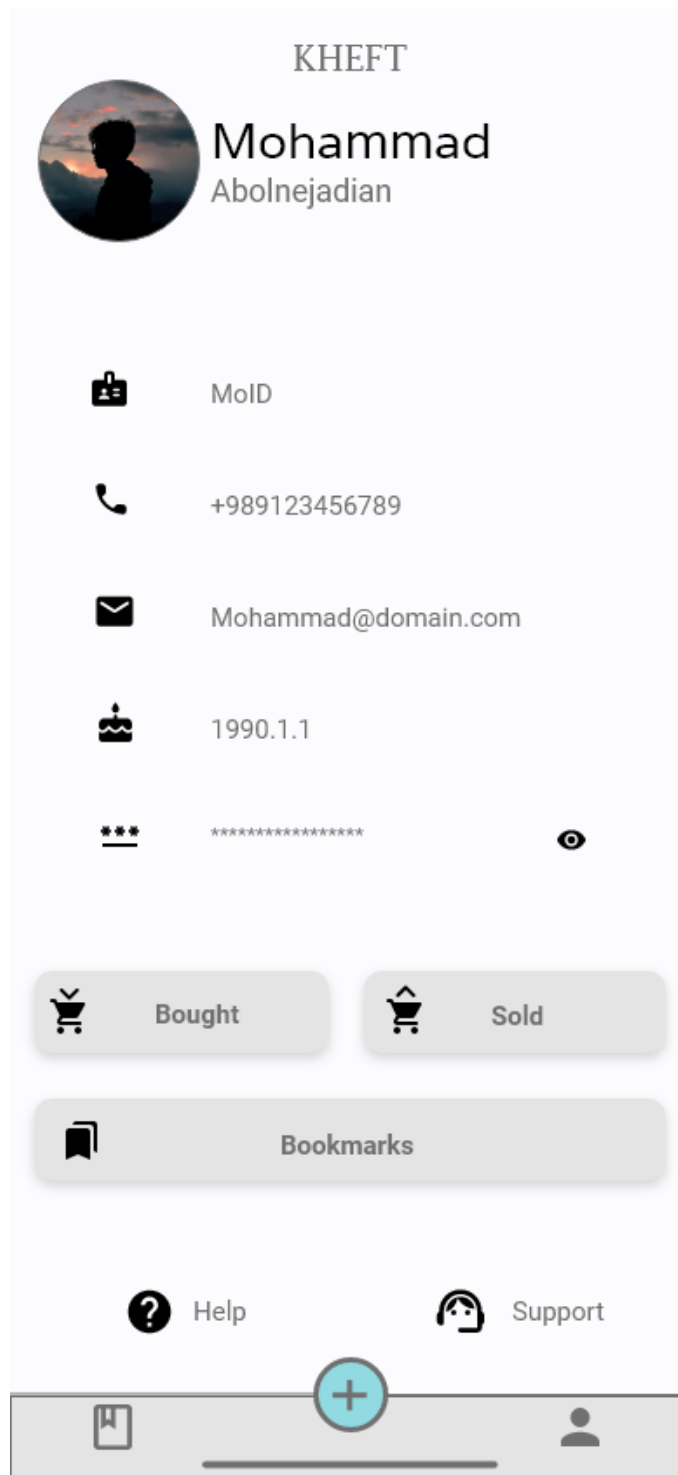 KHEFT
Mohammad
Abolnejadian
MoID
+989123456789
Mohammad@domain.com
1990.1.1
*****************
Bought
Sold
Bookmarks
Help
Support